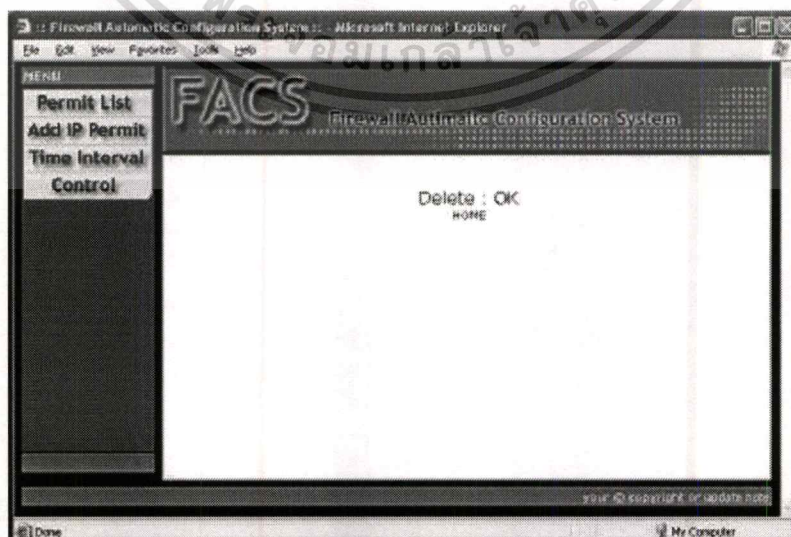 :: Firewall Automatic Configuration System :: - Microsoft Internet Explorer
File Edit View Favorites Tools Help
MENU
Permit List
Add IP Permit
Time Interval
Control
FACS
Firewall Autimaitc Configuration System
Delete : OK
HOME
your © copyright or update note
Done
My Computer